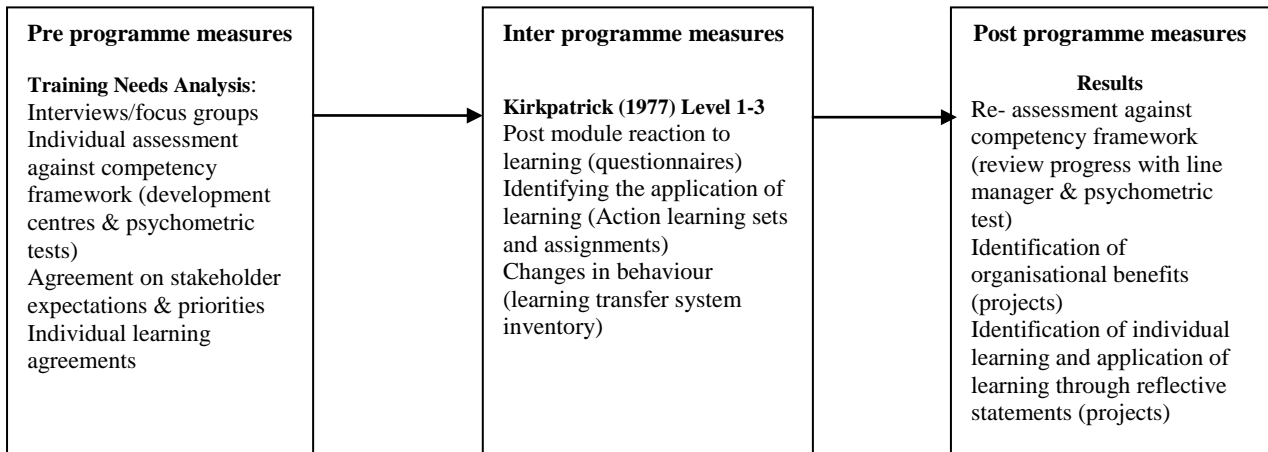 Pre programme measures
Training Needs Analysis:
Interviews/focus groups
Individual assessment
against competency
framework (development
centres & psychometric
tests)
Agreement on stakeholder
expectations & priorities
Individual learning
agreements
Inter programme measures
Kirkpatrick (1977) Level 1-3
Post module reaction to
learning (questionnaires)
Identifying the application of
learning (Action learning sets
and assignments)
Changes in behaviour
(learning transfer system
inventory)
Post programme measures
Results
Re- assessment against
competency framework
(review progress with line
manager & psychometric
test)
Identification of
organisational benefits
(projects)
Identification of individual
learning and application of
learning through reflective
statements (projects)